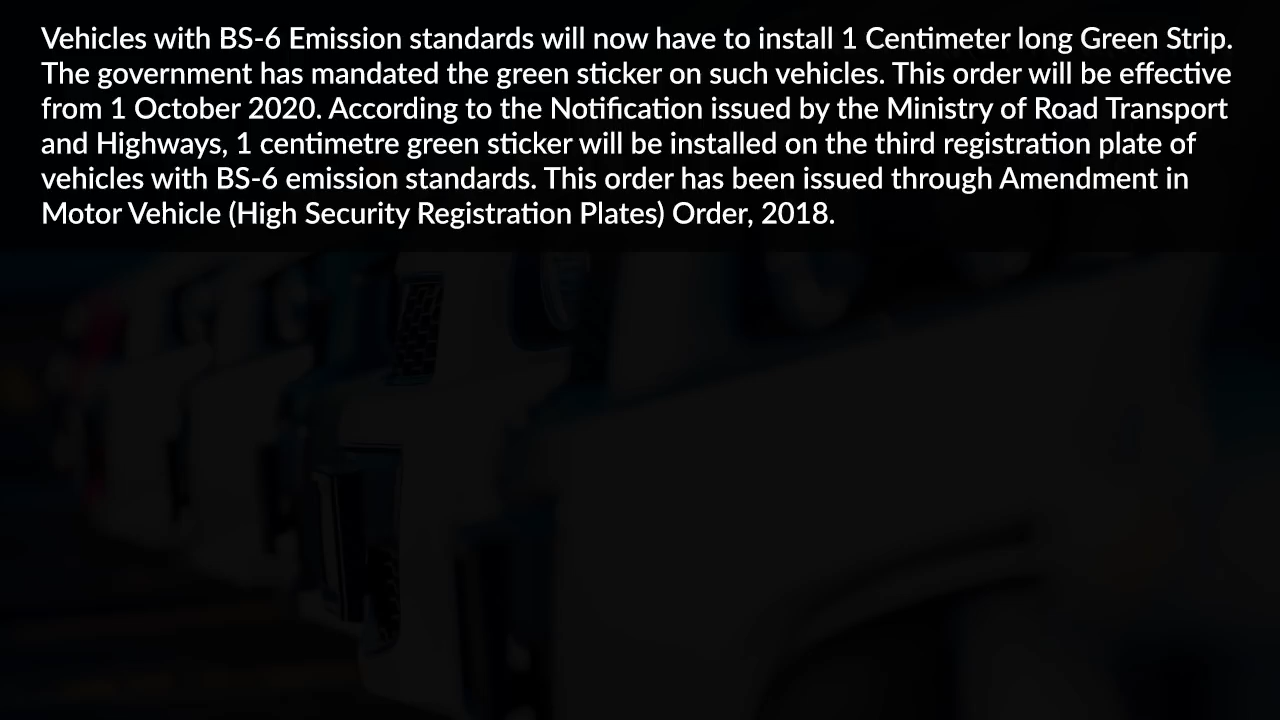 Vehicles with BS-6 Emission standards will now have to install 1 Centimeter long Green Strip.
The government has mandated the green sticker on such vehicles. This order will be effective
from 1 October 2020. According to the Notification issued by the Ministry of Road Transport
and Highways, 1 centimetre green sticker will be installed on the third registration plate of
vehicles with BS-6 emission standards. This order has been issued through Amendment in
Motor Vehicle (High Security Registration Plates) Order, 2018.